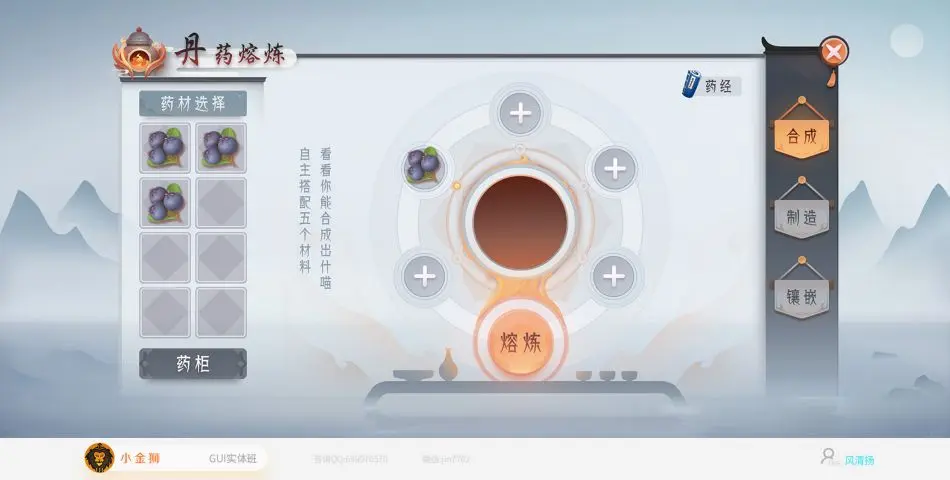 丹药熔炼
药材选择
药经
看看你能合成出什喵
自主搭配五个材料
合成
制造
镶嵌
熔炼
药柜
小金狮
GUI实体班
风清扬